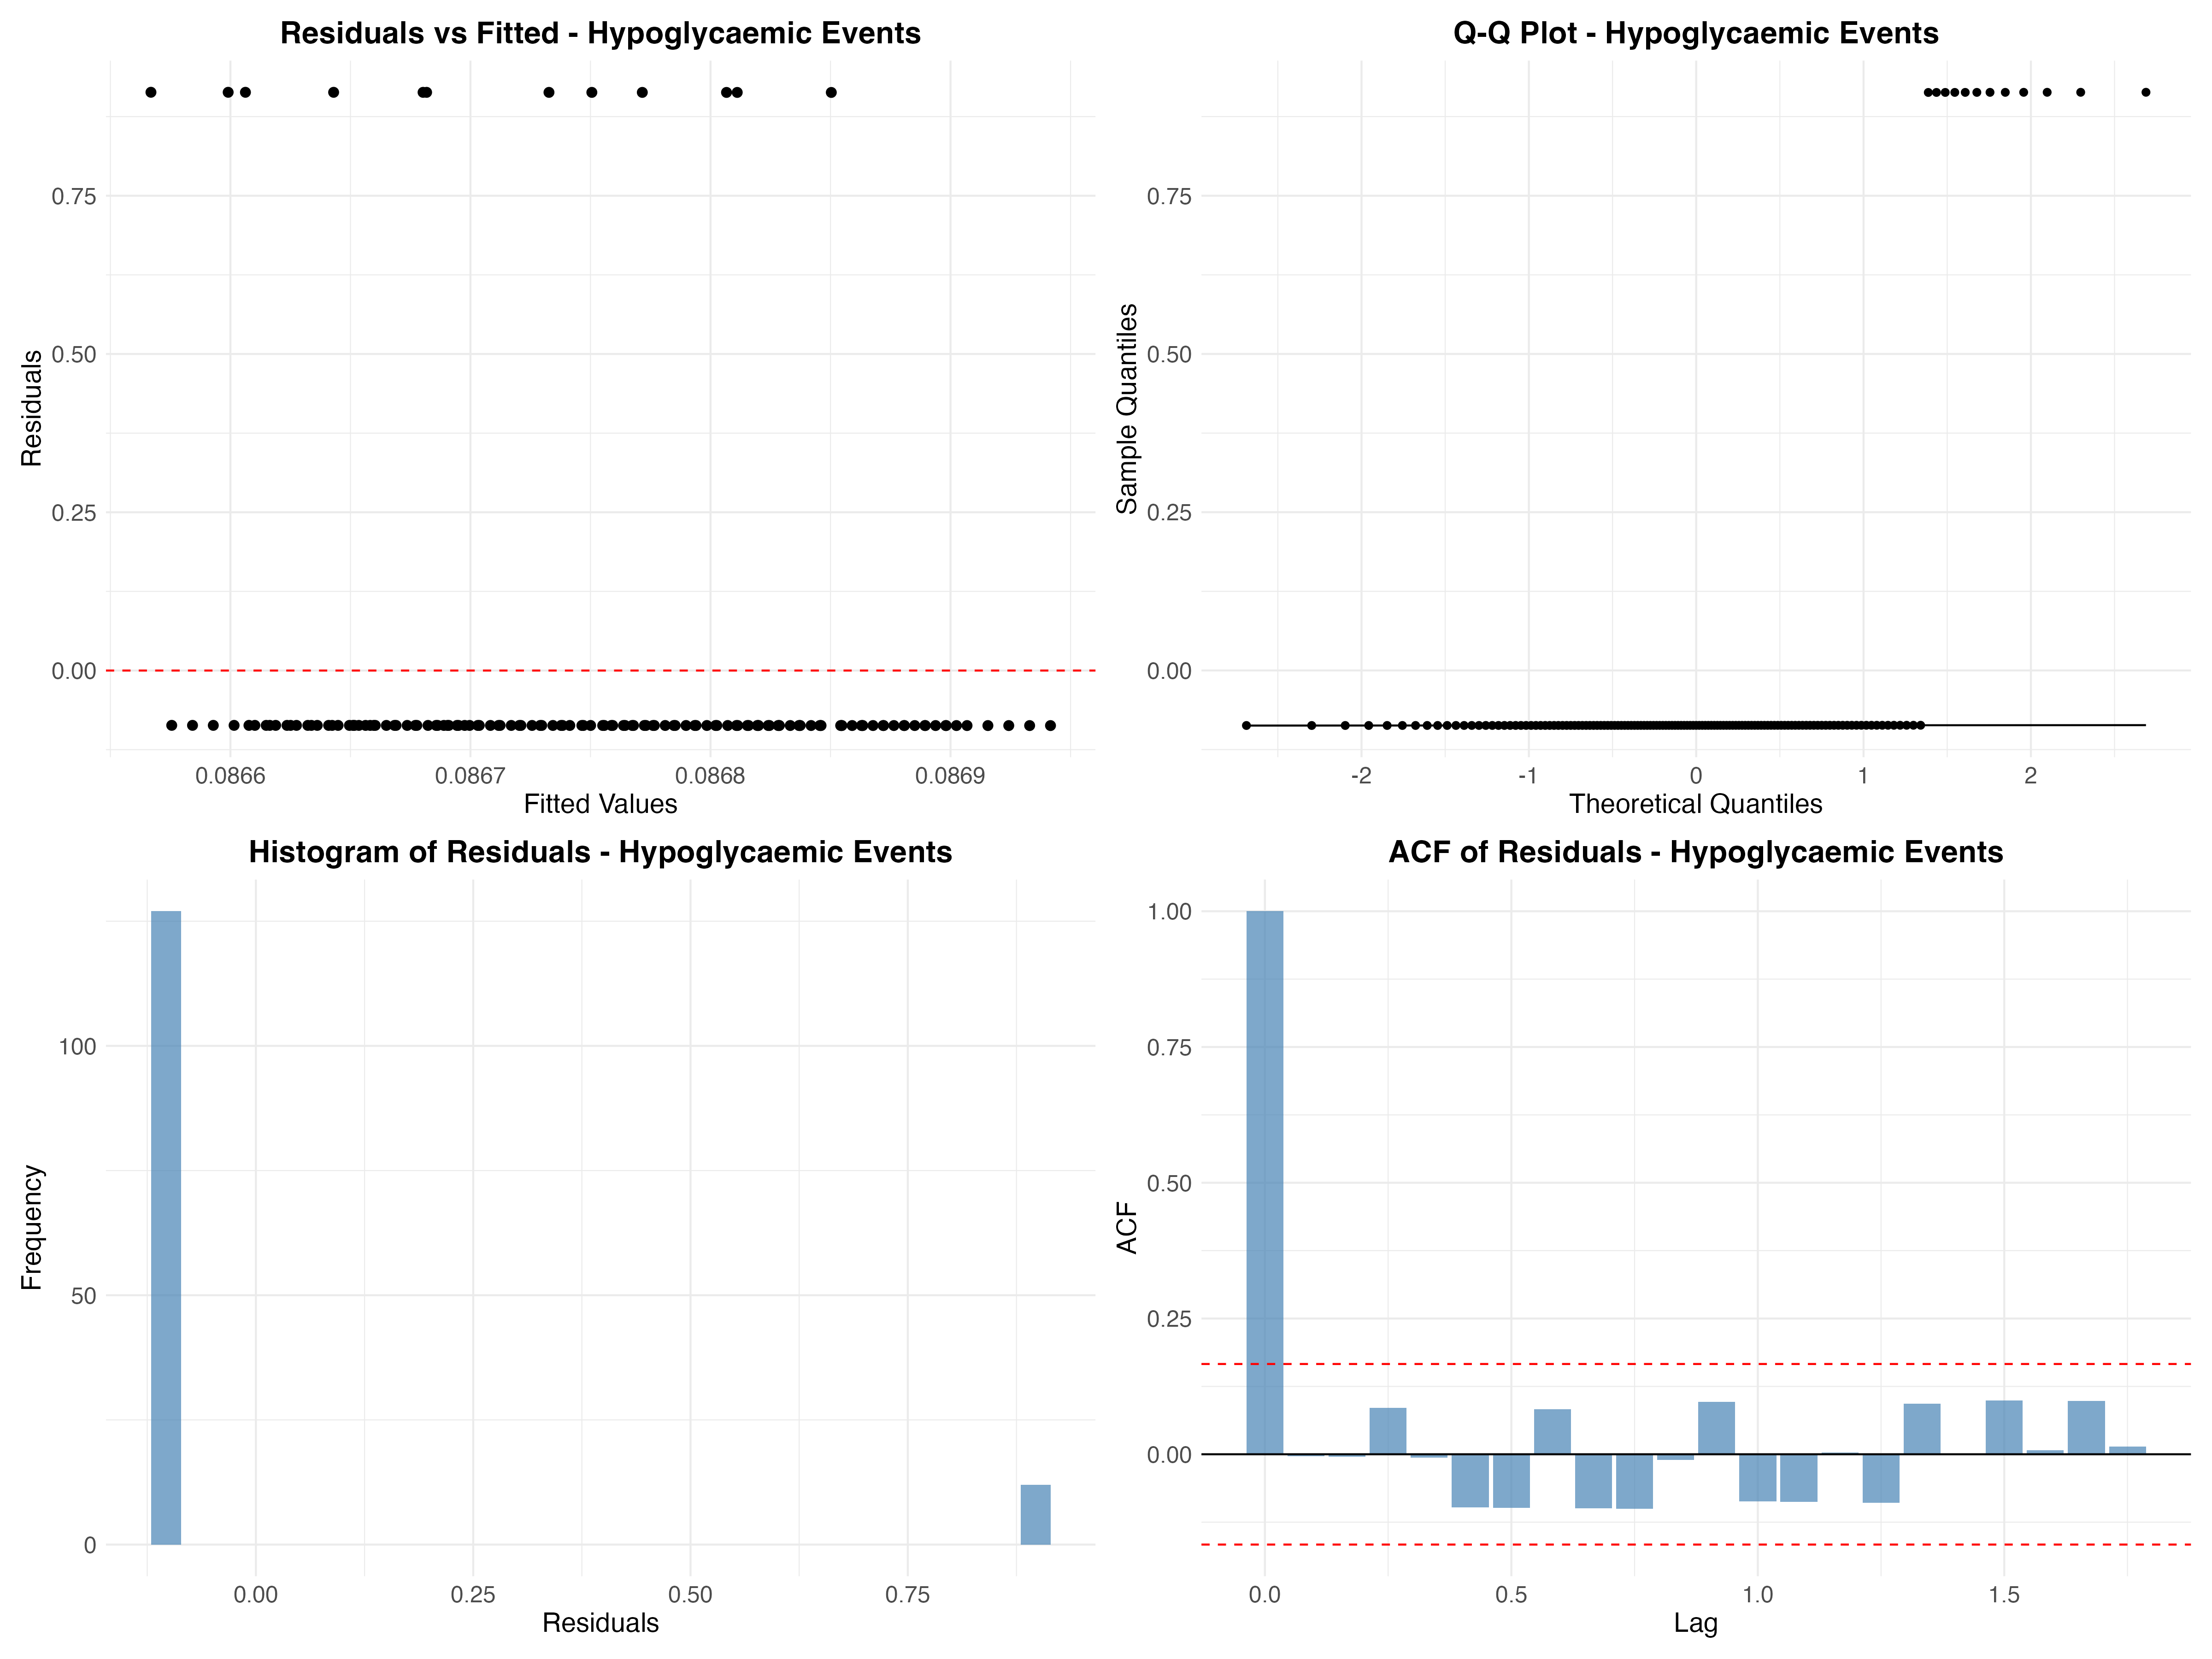 Residuals vs Fitted - Hypoglycaemic Events
Residuals
0.75
0.50
0.25
0.00
0.0866 0.0867 0.0868 0.0869
Fitted Values
Q-Q Plot - Hypoglycaemic Events
Sample Quantiles
0.75
0.50
0.25
0.00
-2 -1 0 1 2
Theoretical Quantiles
Histogram of Residuals - Hypoglycaemic Events
Frequency
100
50
0
0.00 0.25 0.50 0.75
Residuals
ACF of Residuals - Hypoglycaemic Events
ACF
1.00
0.75
0.50
0.25
0.00
0.0 0.5 1.0 1.5
Lag